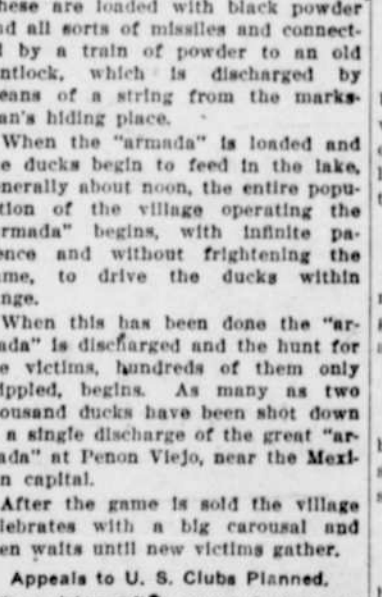 hese are loaded with black powder
nd all sorts of missiles and connect-
d by a train of powder to an old
intlock, which is discharged by
eans of a string from the marks-
an's hiding place.
When the "armada" is loaded and
e ducks begin to feed in the lake,
nerally about noon, the entire popu-
tion of the village operating the
rmada" begins, with infinite pa-
ence and without frightening the
me, to drive the ducks within
nge.
When this has been done the "ar-
ada" is discharged and the hunt for
e victims, hundreds of them only
ippled, begins. As many as two
ousand ducks have been shot down
a single discharge of the great "ar-
ada" at Penon Viejo, near the Mexi-
n capital.
After the game is sold the village
lebrates with a big carousal and
en waits until new victims gather.
Appeals to U. S. Clubs Planned.